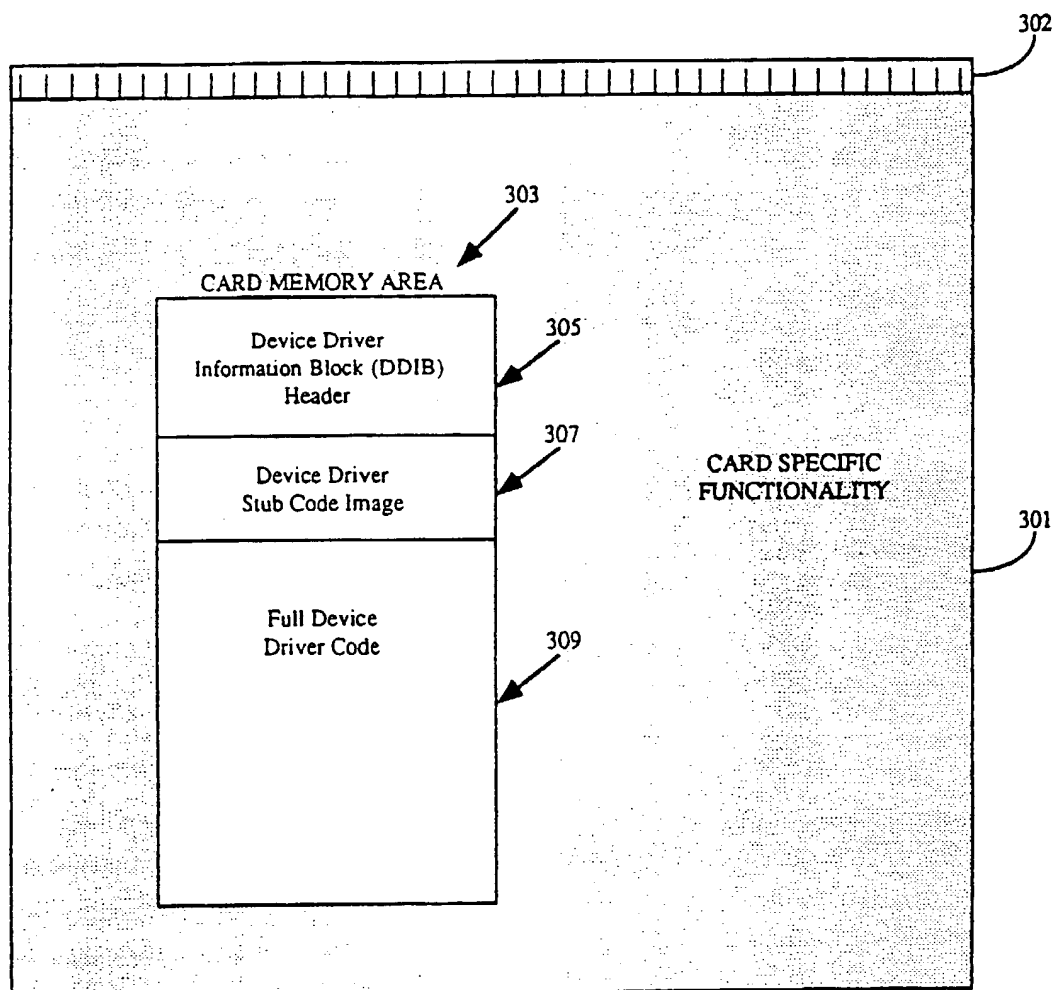 302
303
CARD MEMORY AREA
Device Driver
Information Block (DDIB)
Header
305
307
Device Driver
Stub Code Image
CARD SPECIFIC
FUNCTIONALITY
301
Full Device
Driver Code
309